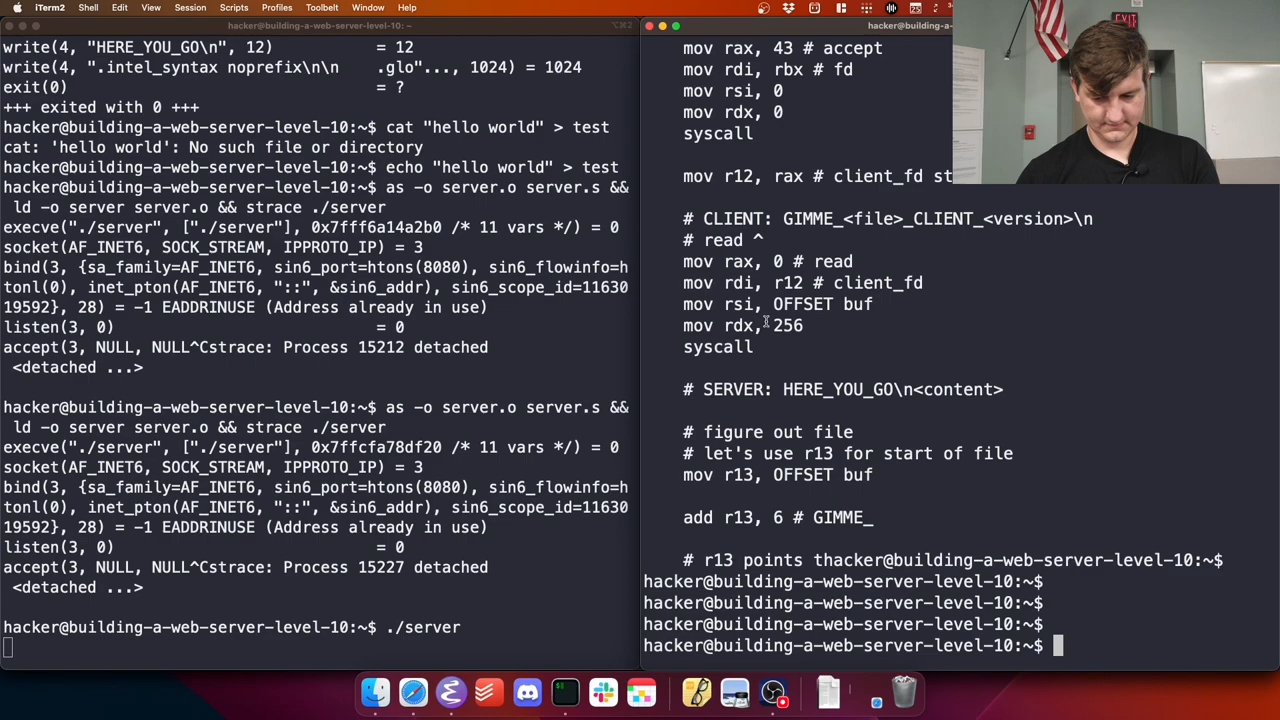 iTerm2 Shell Edit View Session Scripts Profiles Toolbelt Window Help
hacker@building-a-web-server-level-10: ~
⌥⌘2
write(4, "HERE_YOU_GO\n", 12) = 12
write(4, ".intel_syntax noprefix\n\n .glo"..., 1024) = 1024
exit(0) = ?
+++ exited with 0 +++
hacker@building-a-web-server-level-10:~$ cat "hello world" > test
cat: 'hello world': No such file or directory
hacker@building-a-web-server-level-10:~$ echo "hello world" > test
hacker@building-a-web-server-level-10:~$ as -o server.o server.s &&
ld -o server server.o && strace ./server
execve("./server", ["./server"], 0x7fff6a14a2b0 /* 11 vars */) = 0
socket(AF_INET6, SOCK_STREAM, IPPROTO_IP) = 3
bind(3, {sa_family=AF_INET6, sin6_port=htons(8080), sin6_flowinfo=h
tonl(0), inet_pton(AF_INET6, "::", &sin6_addr), sin6_scope_id=11630
19592}, 28) = -1 EADDRINUSE (Address already in use)
listen(3, 0) = 0
accept(3, NULL, NULL^Cstrace: Process 15212 detached
<detached ...>
hacker@building-a-web-server-level-10:~$ as -o server.o server.s &&
ld -o server server.o && strace ./server
execve("./server", ["./server"], 0x7ffcfa78df20 /* 11 vars */) = 0
socket(AF_INET6, SOCK_STREAM, IPPROTO_IP) = 3
bind(3, {sa_family=AF_INET6, sin6_port=htons(8080), sin6_flowinfo=h
tonl(0), inet_pton(AF_INET6, "::", &sin6_addr), sin6_scope_id=11630
19592}, 28) = -1 EADDRINUSE (Address already in use)
listen(3, 0) = 0
accept(3, NULL, NULL^Cstrace: Process 15227 detached
<detached ...>
hacker@building-a-web-server-level-10:~$ ./server
hacker@building-a-web-server-level-10:
mov rax, 43 # accept
mov rdi, rbx # fd
mov rsi, 0
mov rdx, 0
syscall
mov r12, rax # client_fd st
# CLIENT: GIMME_<file>_CLIENT_<version>\n
# read ^
mov rax, 0 # read
mov rdi, r12 # client_fd
mov rsi, OFFSET buf
mov rdx, 256
syscall
# SERVER: HERE_YOU_GO\n<content>
# figure out file
# let's use r13 for start of file
mov r13, OFFSET buf
add r13, 6 # GIMME_
# r13 points thacker@building-a-web-server-level-10:~$
hacker@building-a-web-server-level-10:~$
hacker@building-a-web-server-level-10:~$
hacker@building-a-web-server-level-10:~$
hacker@building-a-web-server-level-10:~$
EXIT